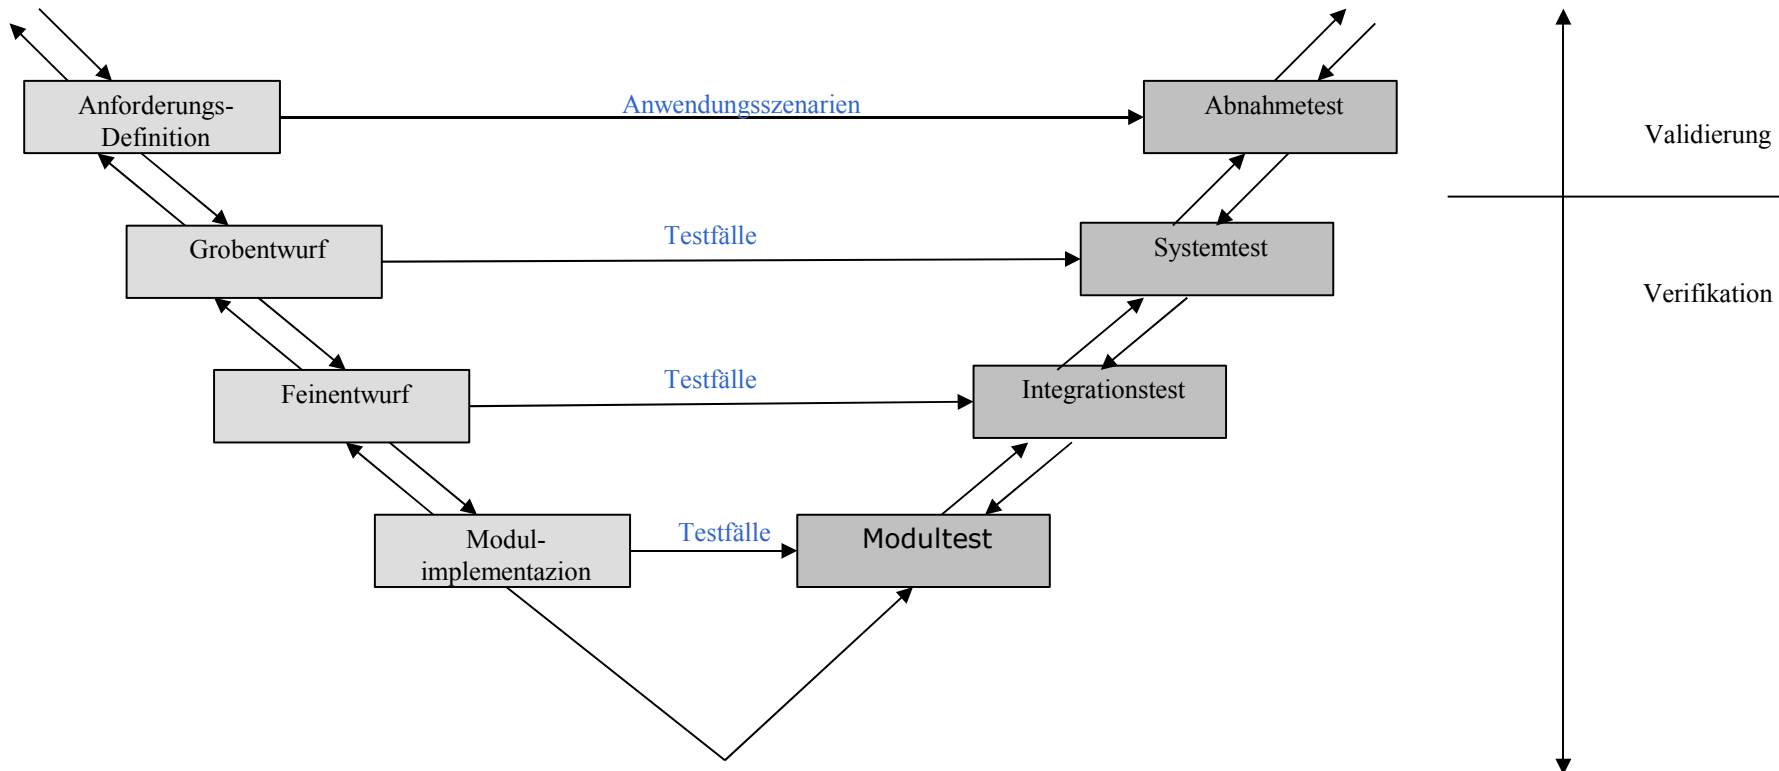 Anforderungs-
Definition
Anwendungsszenarien
Abnahmetest
Validierung
Grobentwurf
Testfälle
Systemtest
Verifikation
Feinentwurf
Testfälle
Integrationstest
Modul-
implementazion
Testfälle
Modultest